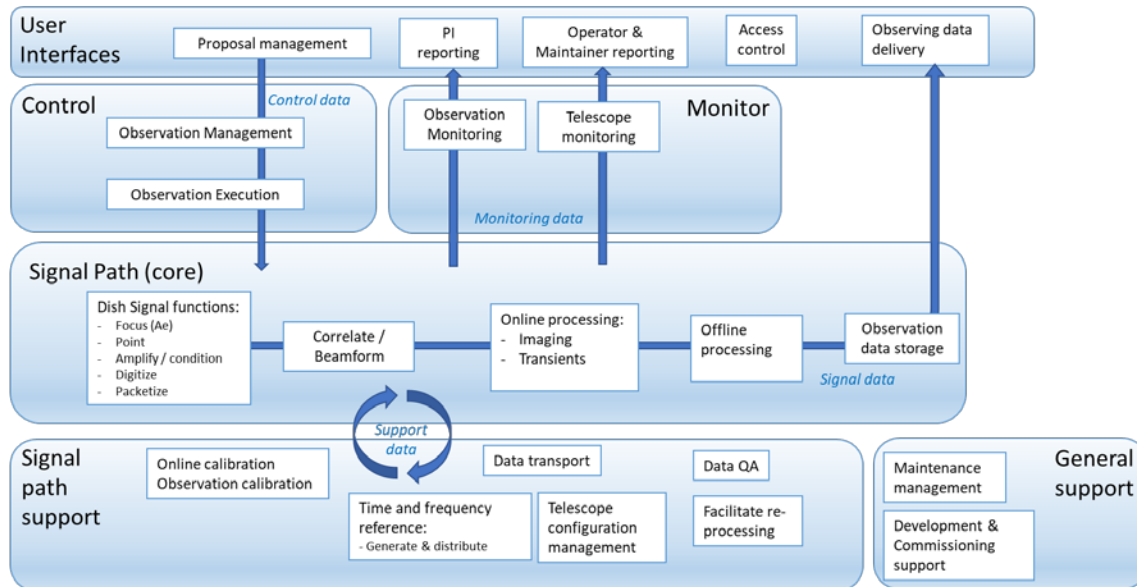 User
Interfaces
Proposal management
PI
reporting
Operator &
Maintainer reporting
Access
control
Observing data
delivery
Control
Control data
Observation Management
Observation Execution
Observation
Monitoring
Telescope
monitoring
Monitor
Monitoring data
Signal Path (core)
Dish Signal functions:
- Focus (Ae)
- Point
- Amplify / condition
- Digitize
- Packetize
Correlate /
Beamform
Online processing:
- Imaging
- Transients
Offline
processing
Observation
data storage
Signal data
Support
data
Signal
path
support
Online calibration
Observation calibration
Data transport
Data QA
Time and frequency
reference:
- Generate & distribute
Telescope
configuration
management
Facilitate re-
processing
General
support
Maintenance
management
Development &
Commissioning
support